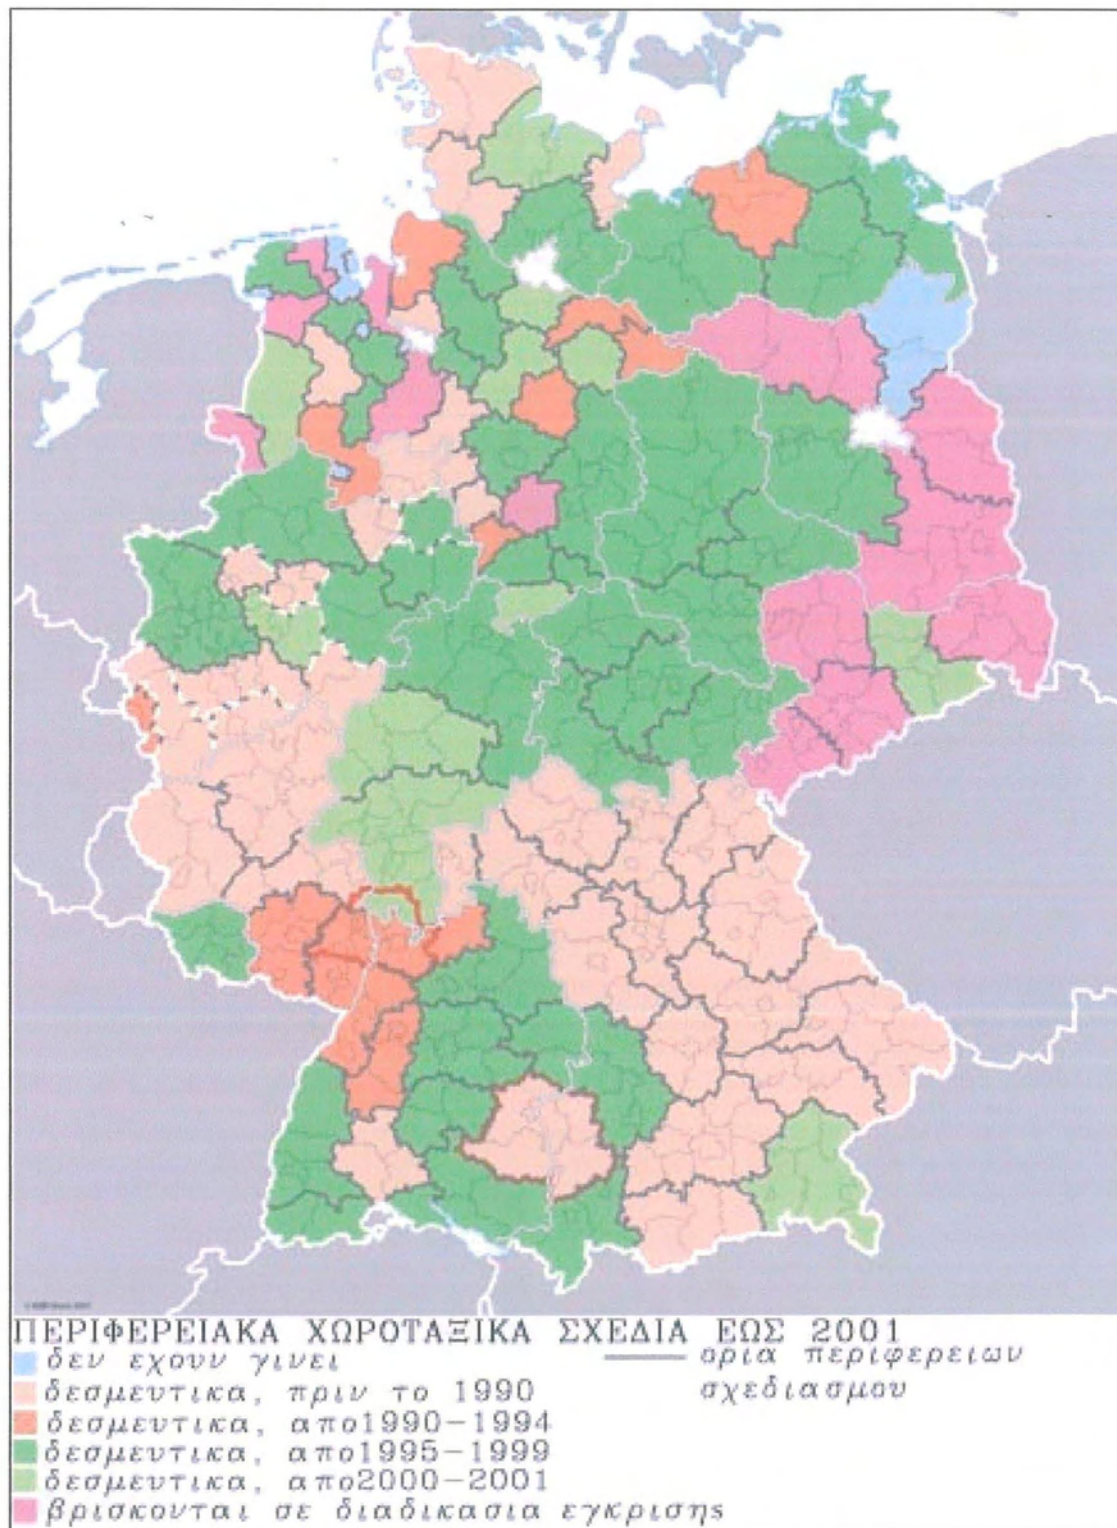 ΠΕΡΙΦΕΡΕΙΑΚΑ ΧΩΡΟΤΑΞΙΚΑ ΣΧΕΔΙΑ ΕΩΣ 2001
δεν εχουν γινει
δεσμευτικα, πριν το 1990
δεσμευτικα, απο1990-1994
δεσμευτικα, απο1995-1999
δεσμευτικα, απο2000-2001
βρισκονται σε διαδικασια εγκρισηs
ορια περιφερειων
σχεδιασμου